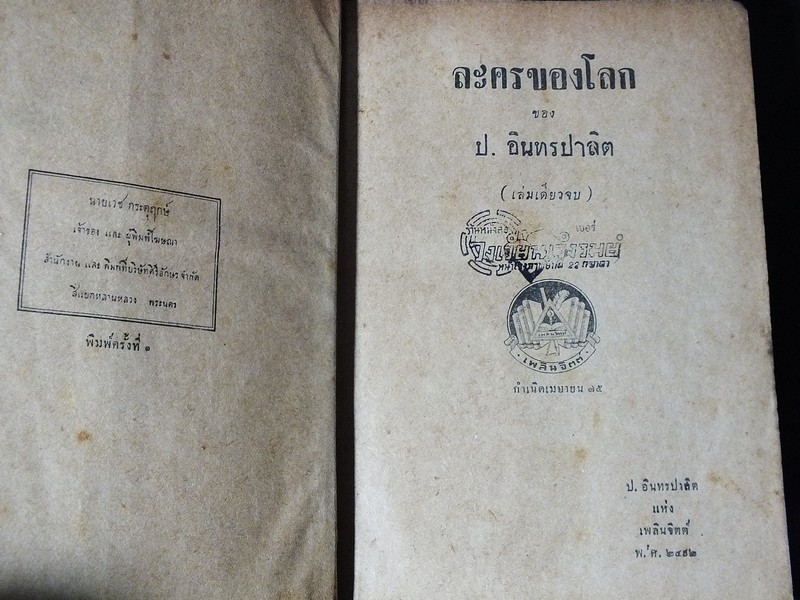 นายเวช กระตุฤกษ์
เจ้าของ และ ผู้พิมพ์โฆษณา
สำนักงาน และ พิมพ์ที่บริษัทศิริอักษร จำกัด
สี่แยกหลานหลวง พระนคร
พิมพ์ครั้งที่ ๑
ละครของโลก
ของ
ป. อินทรปาลิต
(เล่มเดียวจบ)
เพลินจิตต์
กำเนิดเมษายน ๗๕
ป. อินทรปาลิต
แห่ง
เพลินจิตต์
พ.ศ. ๒๔๘๒